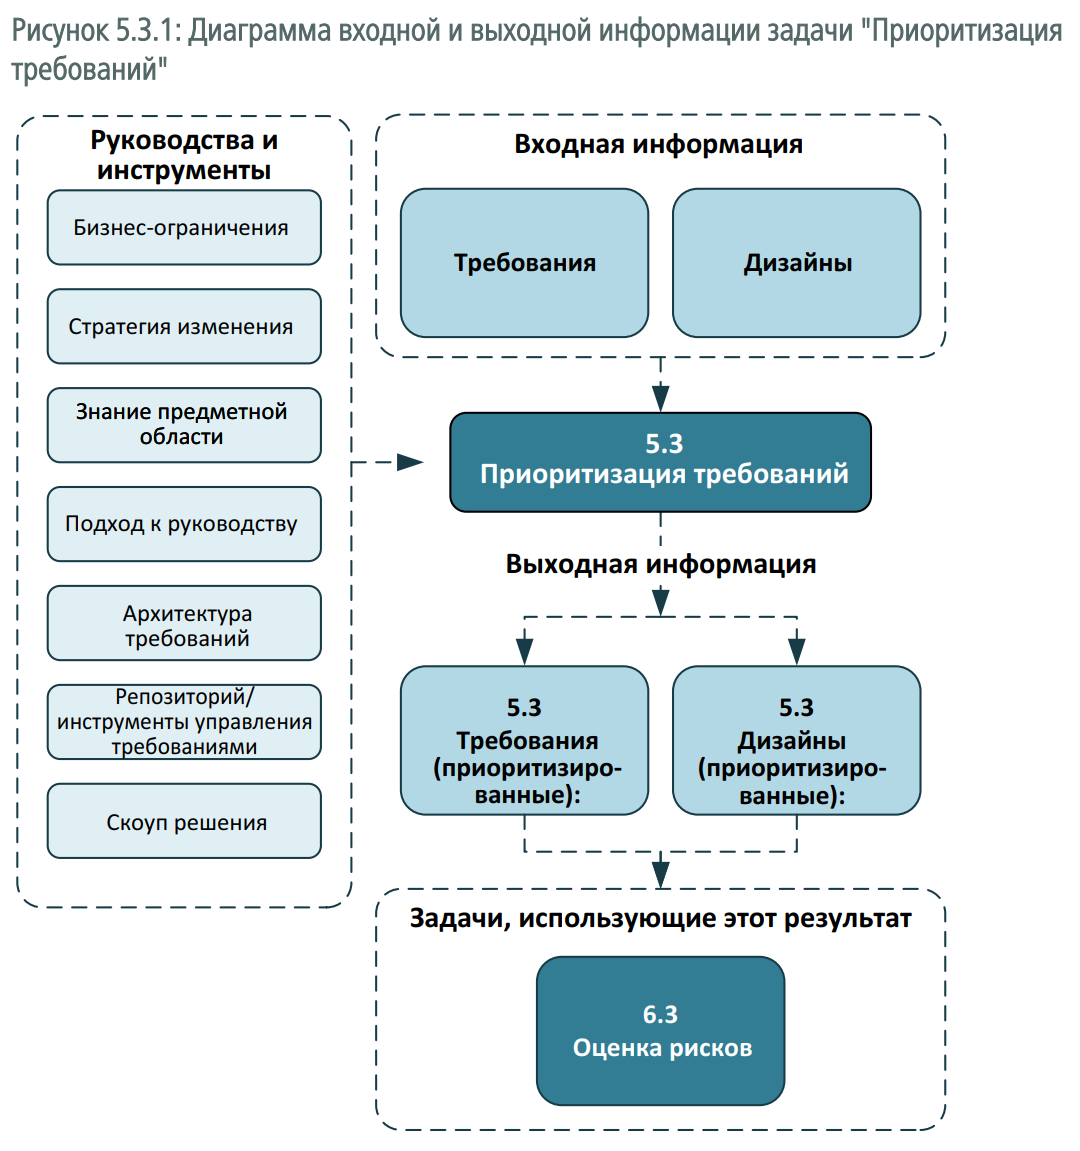 Рисунок 5.3.1: Диаграмма входной и выходной информации задачи "Приоритизация
требований"
Руководства и
инструменты
Бизнес-ограничения
Стратегия изменения
Знание предметной
области
Подход к руководству
Архитектура
требований
Репозиторий/
инструменты управления
требованиями
Скоуп решения
Входная информация
Требования
Дизайны
5.3
Приоритизация требований
Выходная информация
5.3
Требования
(приоритизиро-
ванные):
5.3
Дизайны
(приоритизиро-
ванные):
Задачи, использующие этот результат
6.3
Оценка рисков